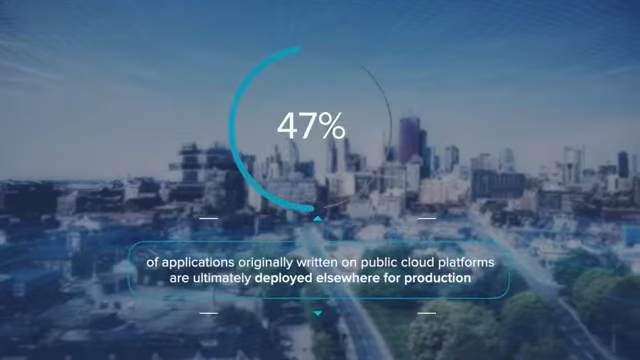 47%
of applications originally written on public cloud platforms
are ultimately deployed elsewhere for production